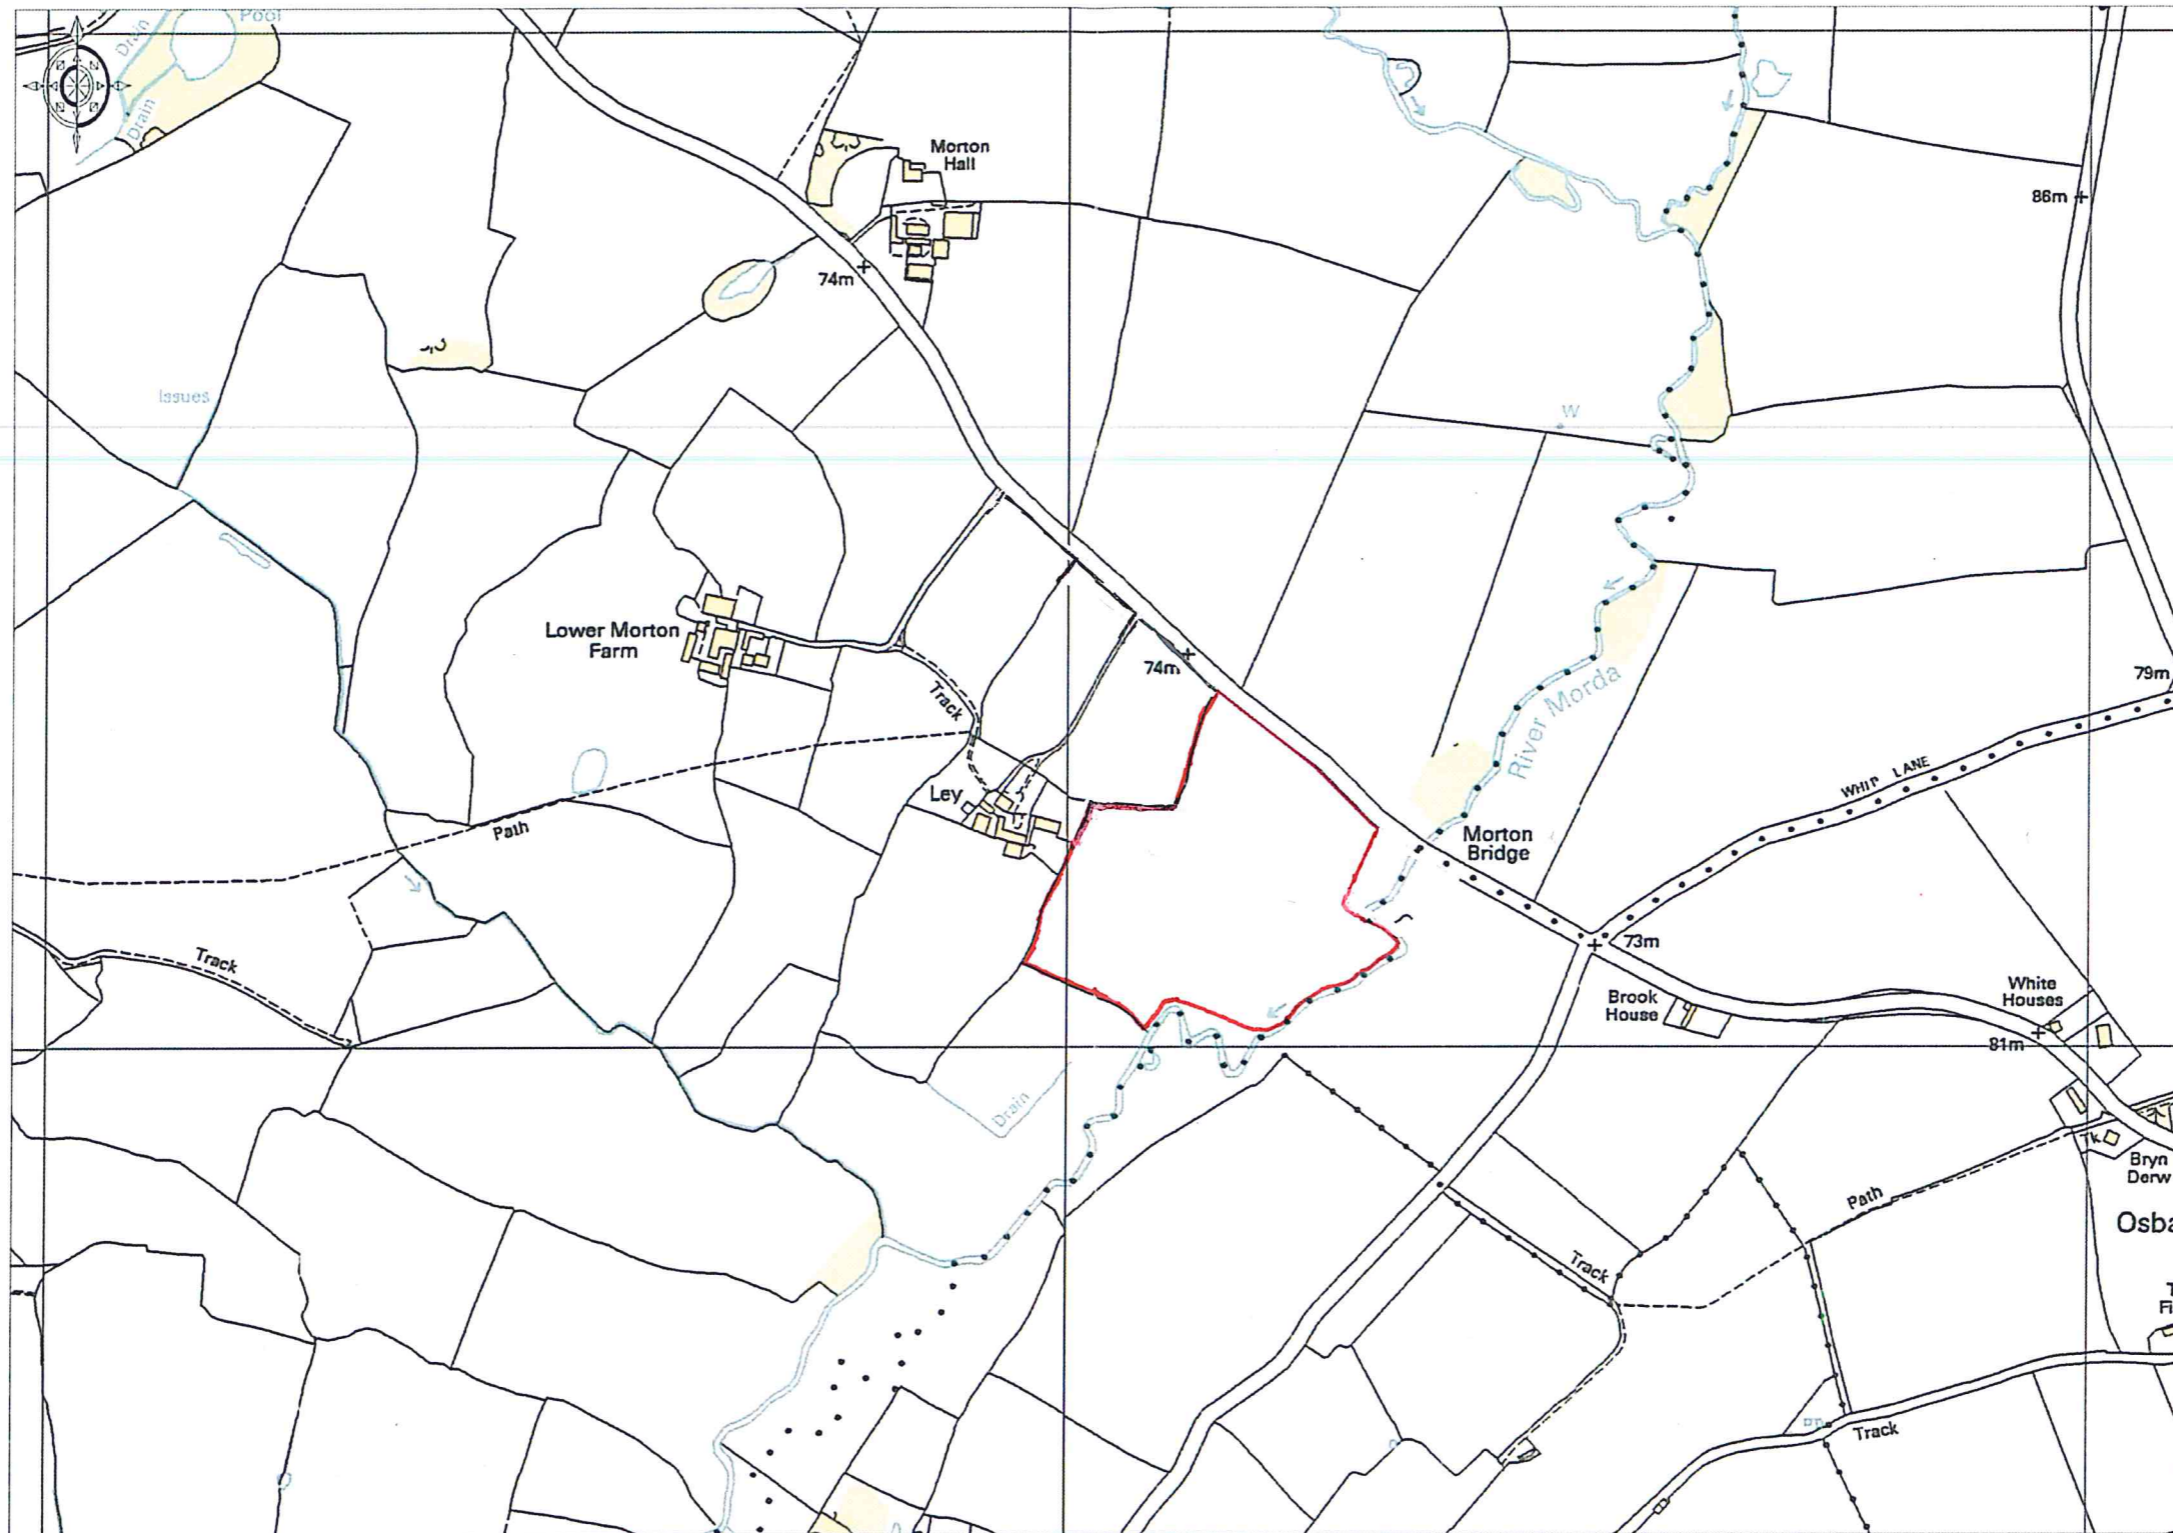 Pool
Drain
Drain
Morton
Hall
86m
74m
Issues
W
Lower Morton
Farm
74m
79m
Track
River Morda
WHIP LANE
Ley
Path
Morton
Bridge
Track
73m
Brook
House
White
Houses
81m
Drain
Tk
Bryn
Derw
Path
Osba
Track
T
Fi
Track